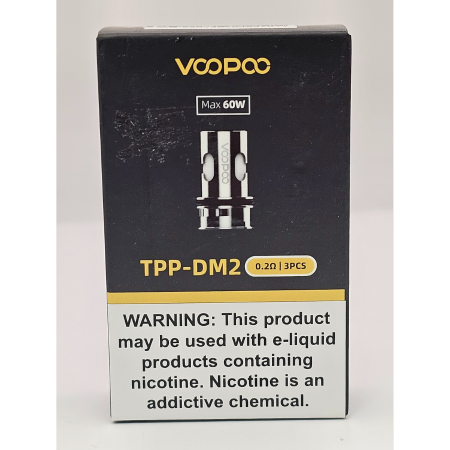 VOOPOO
Max 60W
VOOPOO
TPP-DM2 0.2Ω | 3PCS
WARNING: This product
may be used with e-liquid
products containing
nicotine. Nicotine is an
addictive chemical.